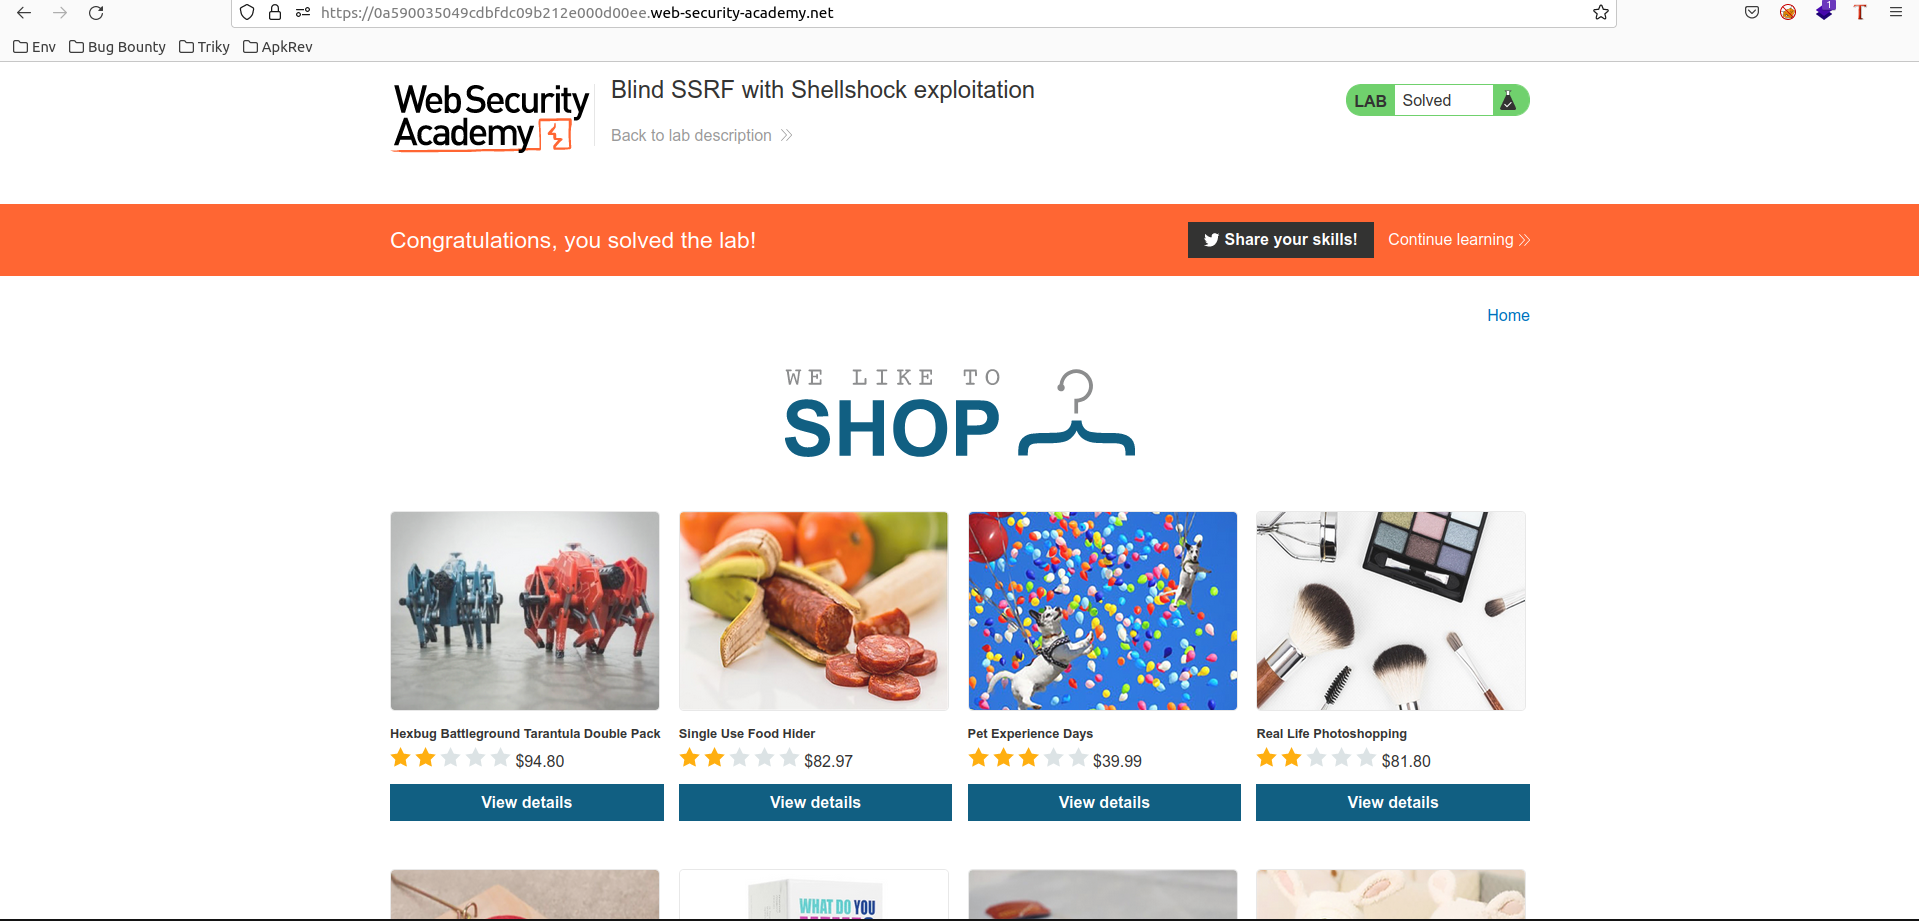 https://0a590035049cdbfdc09b212e000d00ee.web-security-academy.net
1
T
Env Bug Bounty Triky ApkRev
Web Security
Academy
Blind SSRF with Shellshock exploitation
Back to lab description
LAB Solved
Congratulations, you solved the lab!
Share your skills! Continue learning
Home
WE LIKE TO
SHOP
Hexbug Battleground Tarantula Double Pack
$94.80
View details
Single Use Food Hider
$82.97
View details
Pet Experience Days
$39.99
View details
Real Life Photoshopping
$81.80
View details
WHAT DO YOU